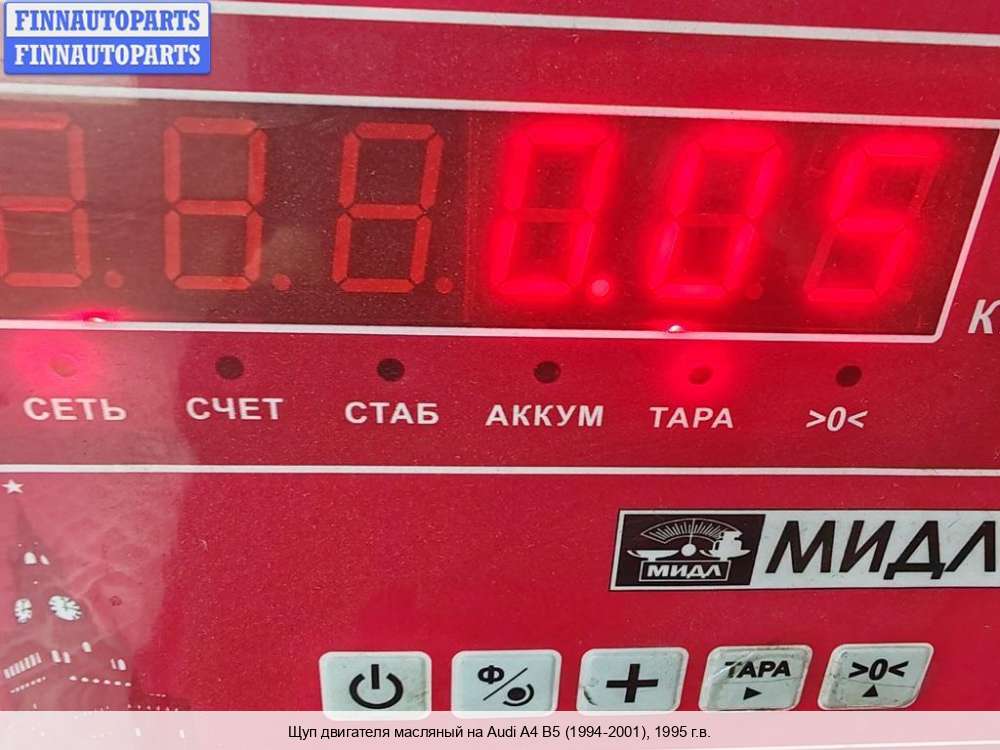 FINNAUTOPARTS
FINNAUTOPARTS
0.05
К
СЕТЬ СЧЕТ СТАБ АККУМ ТАРА >0<
МИДЛ МИДЛ
Ф ТАРА >0<
Щуп двигателя масляный на Audi A4 B5 (1994-2001), 1995 г.в.